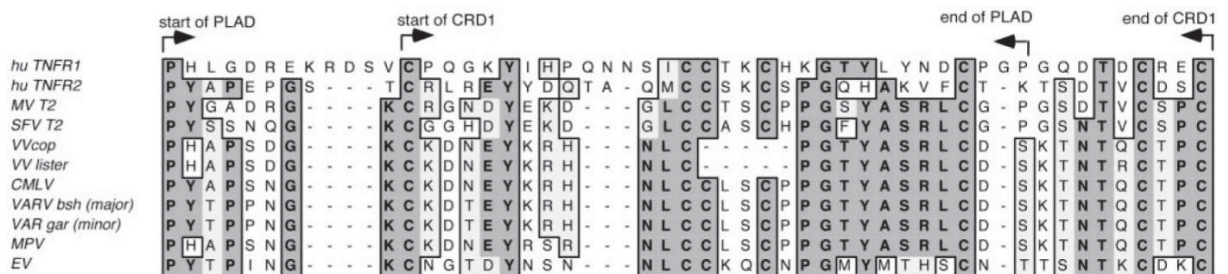 start of PLAD start of CRD1 end of PLAD end of CRD1
hu TNFR1 P H L G D R E K R D S V C P Q G K Y I H P Q N N S I C C T K C H K G T Y L Y N D C P G P G Q D T D C R E C
hu TNFR2 P Y A P E P G S - - - T C R L R E Y Y D Q T A - Q M C C S K C S P G Q H A K V F C T - K T S D T V C D S C
MV T2 P Y G A D R G - - - - K C R G N D Y E K D - - - G L C C T S C S P G S Y A S R L C G - P G S D T V C S P C
SFV T2 P Y S S N Q G - - - - K C G G H D Y E K D - - - G L C C A S C H P G F Y A S R L C G - P G S N T V C S P C
VVcop P H A P S D G - - - - K C K D N E Y K R H - - - N L C - - - - - P G T Y A S R L C D - S K T N T Q C T P C
VV lister P H A P S D G - - - - K C K D N E Y K R H - - - N L C - - - - - P G T Y A S R L C D - S K T N T R C T P C
CMLV P Y A P S N G - - - - K C K D N E Y K R H - - - N L C C L S C P P G T Y A S R L C D - S K T N T Q C T P C
VARV bsh (major) P Y T P P N G - - - - K C K D T E Y K R H - - - N L C C L S C P P G T Y A S R L C D - S K T N T Q C T P C
VAR gar (minor) P Y T P P N G - - - - K C K D T E Y K R H - - - N L C C L S C P P G T Y A S R L C D - S K T N T Q C T P C
MPV P H A P S N G - - - - K C K D N E Y R S R - - - N L C C L S C P P G T Y A S R L C D - S K T N T Q C T P C
EV P Y T P I N G - - - - K C N G T D Y N S N - - - N L C C K Q C N P G M Y M T H S C N - T T S N T K C D K C